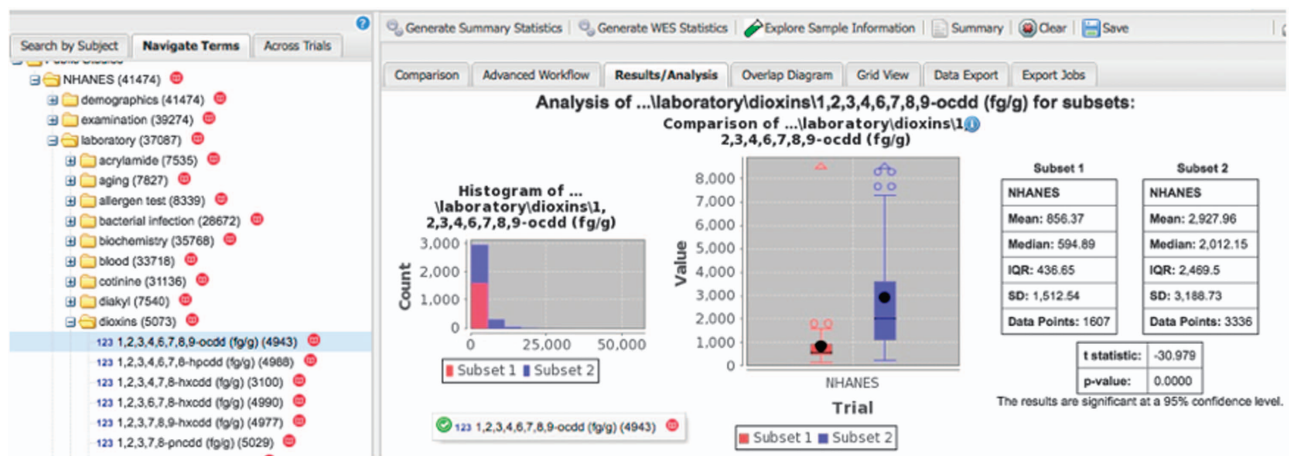 Generate Summary Statistics
Generate WES Statistics
Explore Sample Information
Summary
Clear
Save
Search by Subject
Navigate Terms
Across Trials
NHANES (41474)
demographics (41474)
examination (39274)
laboratory (37087)
acrylamide (7535)
aging (7827)
allergen test (8339)
bacterial infection (28672)
biochemistry (35768)
blood (33718)
cotinine (31136)
diakyl (7540)
dioxins (5073)
123 1,2,3,4,6,7,8,9-ocdd (fg/g) (4943)
123 1,2,3,4,6,7,8-hpcdd (fg/g) (4988)
123 1,2,3,4,7,8-hxcdd (fg/g) (3100)
123 1,2,3,6,7,8-hxcdd (fg/g) (4990)
123 1,2,3,7,8,9-hxcdd (fg/g) (4977)
123 1,2,3,7,8-pncdd (fg/g) (5029)
Comparison
Advanced Workflow
Results/Analysis
Overlap Diagram
Grid View
Data Export
Export Jobs
Analysis of ...\laboratory\dioxins\1,2,3,4,6,7,8,9-ocdd (fg/g) for subsets:
Histogram of ...
\laboratory\dioxins\1,
2,3,4,6,7,8,9-ocdd (fg/g)
Count
3,000
2,000
1,000
0
0
25,000
50,000
Subset 1
Subset 2
123 1,2,3,4,6,7,8,9-ocdd (fg/g) (4943)
Comparison of ...\laboratory\dioxins\1
2,3,4,6,7,8,9-ocdd (fg/g)
Value
8,000
7,000
6,000
5,000
4,000
3,000
2,000
1,000
0
NHANES
Trial
Subset 1
Subset 2
Subset 1
NHANES
Mean: 856.37
Median: 594.89
IQR: 436.65
SD: 1,512.54
Data Points: 1607
Subset 2
NHANES
Mean: 2,927.96
Median: 2,012.15
IQR: 2,469.5
SD: 3,188.73
Data Points: 3336
t statistic: -30.979
p-value: 0.0000
The results are significant at a 95% confidence level.